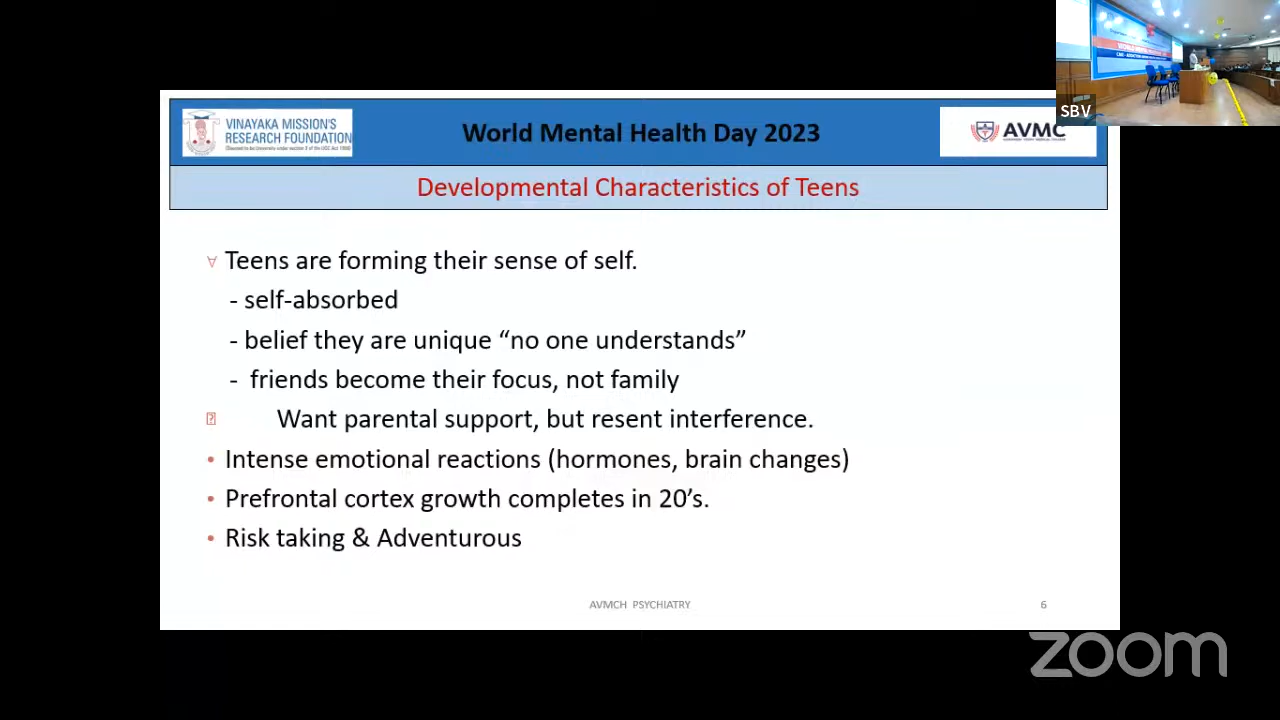 WORLD MENTAL
SBV
VINAYAKA MISSION'S
RESEARCH FOUNDATION
World Mental Health Day 2023
AVMC
Developmental Characteristics of Teens
∀ Teens are forming their sense of self.
- self-absorbed
- belief they are unique “no one understands”
- friends become their focus, not family
Want parental support, but resent interference.
• Intense emotional reactions (hormones, brain changes)
• Prefrontal cortex growth completes in 20’s.
• Risk taking & Adventurous
AVMCH PSYCHIATRY
6
zoom